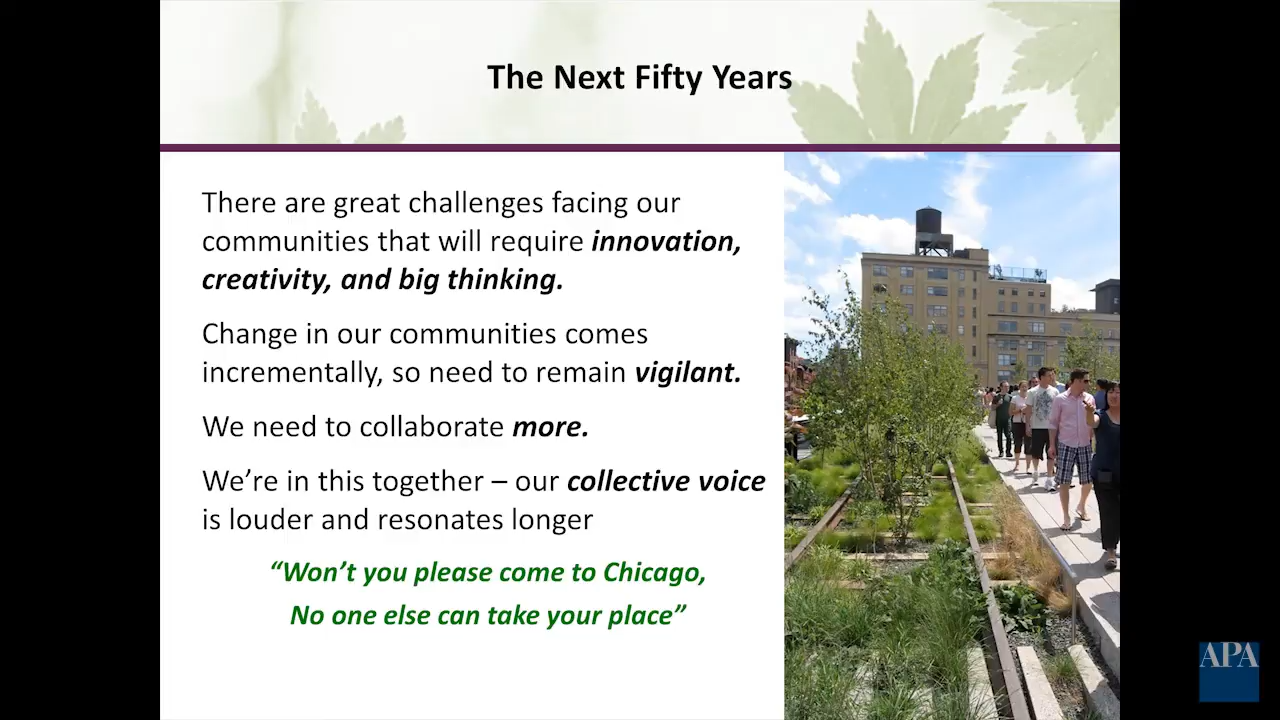 The Next Fifty Years
There are great challenges facing our
communities that will require innovation,
creativity, and big thinking.
Change in our communities comes
incrementally, so need to remain vigilant.
We need to collaborate more.
We’re in this together – our collective voice
is louder and resonates longer
“Won’t you please come to Chicago,
No one else can take your place”
APA